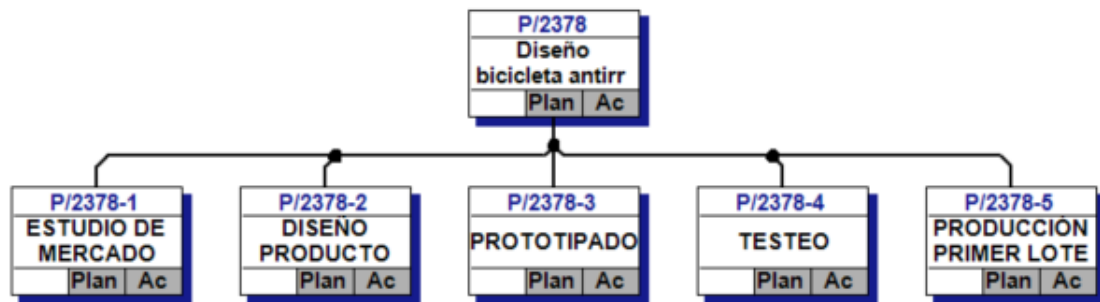 P/2378
Diseño
bicicleta antirr
Plan Ac
P/2378-1
ESTUDIO DE
MERCADO
Plan Ac
P/2378-2
DISEÑO
PRODUCTO
Plan Ac
P/2378-3
PROTOTIPADO
Plan Ac
P/2378-4
TESTEO
Plan Ac
P/2378-5
PRODUCCIÓN
PRIMER LOTE
Plan Ac